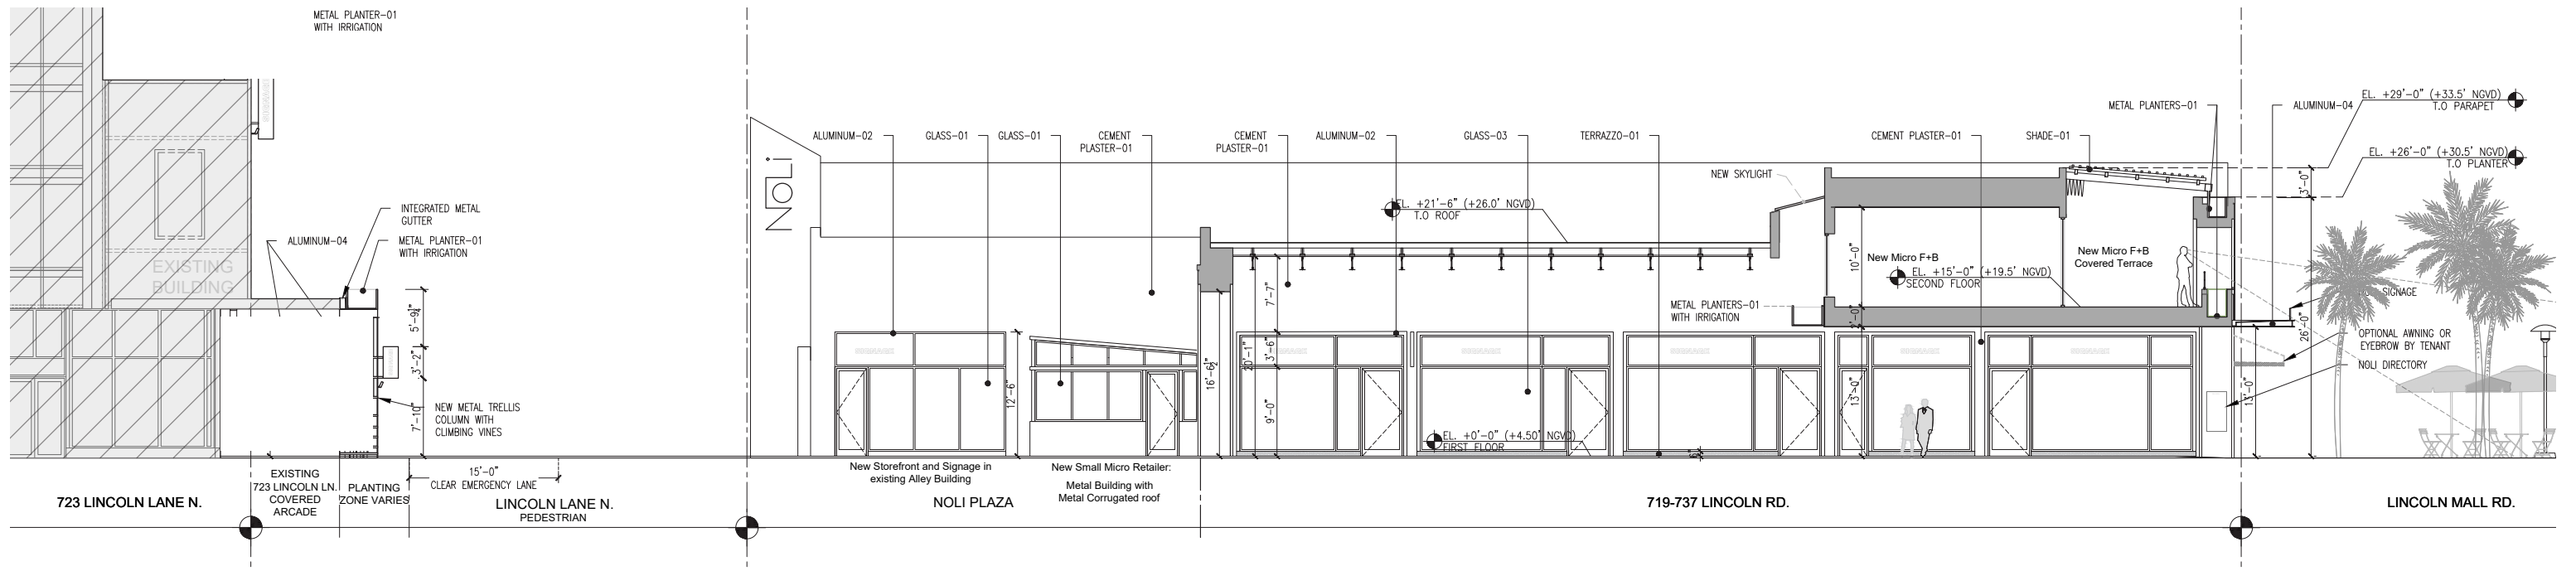 METAL PLANTER-01
WITH IRRIGATION
INTEGRATED METAL
GUTTER
ALUMINUM-04
METAL PLANTER-01
WITH IRRIGATION
EXISTING
BUILDING
5'-9½"
3'-2"
7'-10"
NEW METAL TRELLIS
COLUMN WITH
CLIMBING VINES
15'-0"
CLEAR EMERGENCY LANE
EXISTING
723 LINCOLN LN.
COVERED
ARCADE
PLANTING
ZONE VARIES
723 LINCOLN LANE N.
LINCOLN LANE N.
PEDESTRIAN
NOLi
ALUMINUM-02
GLASS-01
GLASS-01
CEMENT
PLASTER-01
CEMENT
PLASTER-01
ALUMINUM-02
GLASS-03
TERRAZZO-01
CEMENT PLASTER-01
SHADE-01
METAL PLANTERS-01
ALUMINUM-04
EL. +29'-0" (+33.5' NGVD)
T.O PARAPET
EL. +26'-0" (+30.5' NGVD)
T.O PLANTER
3'-0"
NEW SKYLIGHT
EL. +21'-6" (+26.0' NGVD)
T.O ROOF
10'-0"
New Micro F+B
New Micro F+B
Covered Terrace
EL. +15'-0" (+19.5' NGVD)
SECOND FLOOR
METAL PLANTERS-01
WITH IRRIGATION
SIGNAGE
26'-0"
OPTIONAL AWNING OR
EYEBROW BY TENANT
NOLI DIRECTORY
7'-7"
20'-1"
3'-6"
9'-0"
16'-6½"
12'-6"
13'-0"
13'-0"
6"
SIGNAGE
SIGNAGE
SIGNAGE
SIGNAGE
SIGNAGE
SIGNAGE
EL. +0'-0" (+4.50' NGVD)
FIRST FLOOR
New Storefront and Signage in
existing Alley Building
New Small Micro Retailer:
Metal Building with
Metal Corrugated roof
NOLI PLAZA
719-737 LINCOLN RD.
LINCOLN MALL RD.